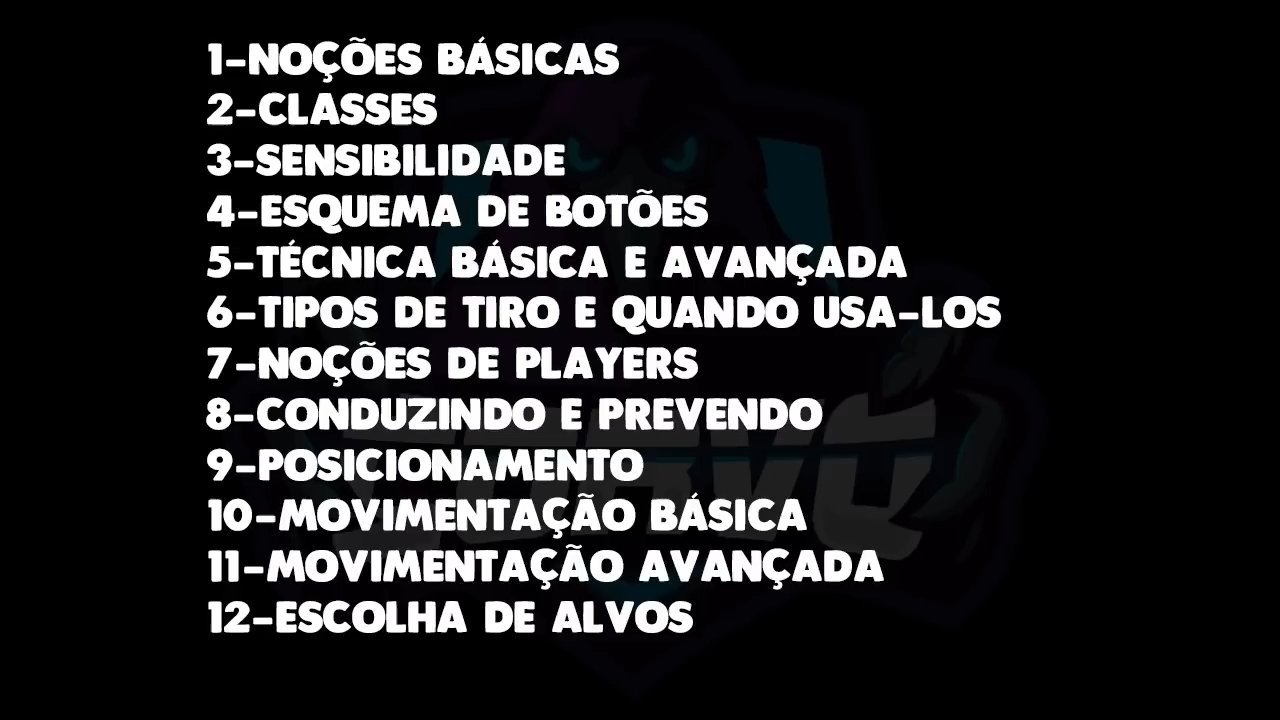 1-NOÇÕES BÁSICAS
2-CLASSES
3-SENSIBILIDADE
4-ESQUEMA DE BOTÕES
5-TÉCNICA BÁSICA E AVANÇADA
6-TIPOS DE TIRO E QUANDO USA-LOS
7-NOÇÕES DE PLAYERS
8-CONDUZINDO E PREVENDO
9-POSICIONAMENTO
10-MOVIMENTAÇÃO BÁSICA
11-MOVIMENTAÇÃO AVANÇADA
12-ESCOLHA DE ALVOS